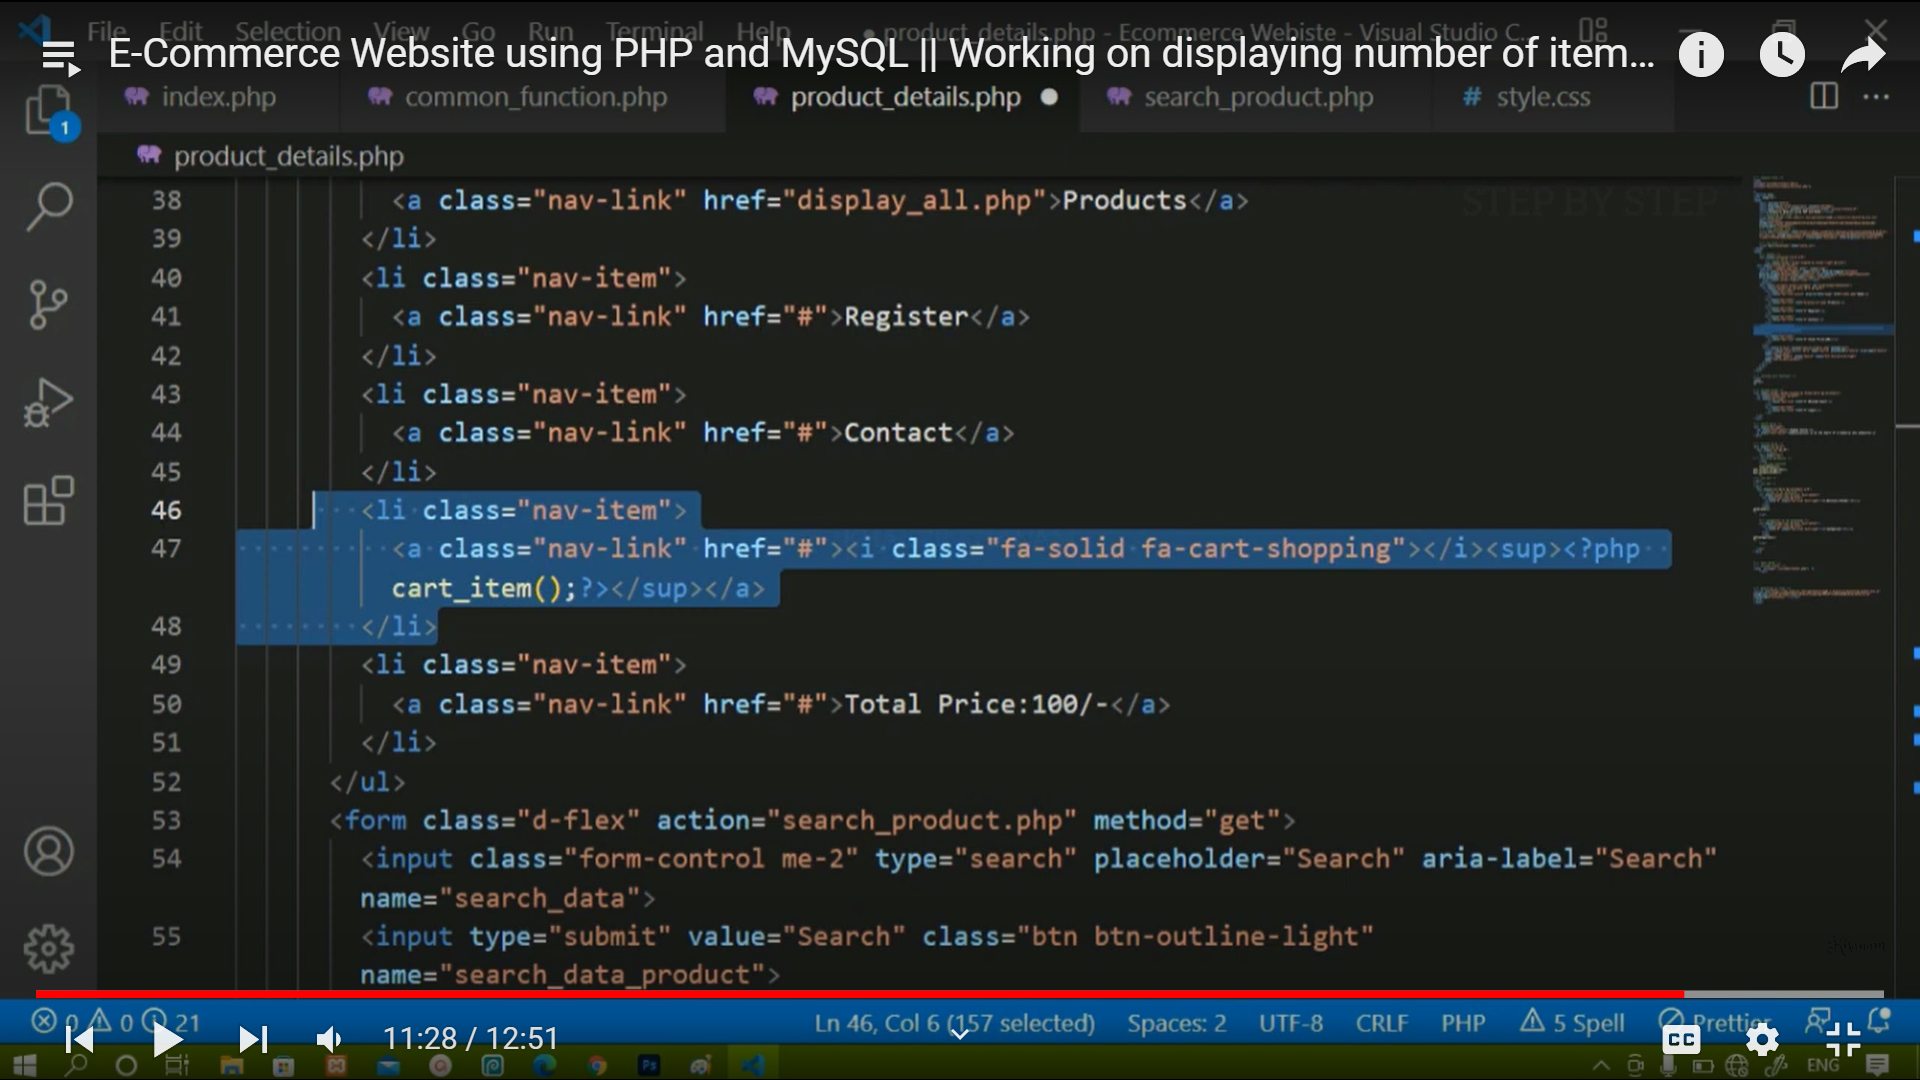 File Edit Selection View Go Run Terminal Help product_details.php - Ecommerce Webiste - Visual Studio C...
E-Commerce Website using PHP and MySQL || Working on displaying number of item...
index.php common_function.php product_details.php search_product.php # style.css
1
product_details.php
STEP BY STEP
38 <a class="nav-link" href="display_all.php">Products</a>
39 </li>
40 <li class="nav-item">
41 <a class="nav-link" href="#">Register</a>
42 </li>
43 <li class="nav-item">
44 <a class="nav-link" href="#">Contact</a>
45 </li>
46 <li class="nav-item">
47 <a class="nav-link" href="#"><i class="fa-solid fa-cart-shopping"></i><sup><?php
cart_item();?></sup></a>
48 </li>
49 <li class="nav-item">
50 <a class="nav-link" href="#">Total Price:100/-</a>
51 </li>
52 </ul>
53 <form class="d-flex" action="search_product.php" method="get">
54 <input class="form-control me-2" type="search" placeholder="Search" aria-label="Search"
name="search_data">
55 <input type="submit" value="Search" class="btn btn-outline-light"
name="search_data_product">
0 0 21 Ln 46, Col 6 (157 selected) Spaces: 2 UTF-8 CRLF PHP 5 Spell Prettier
11:28 / 12:51 CC
Ps ENG